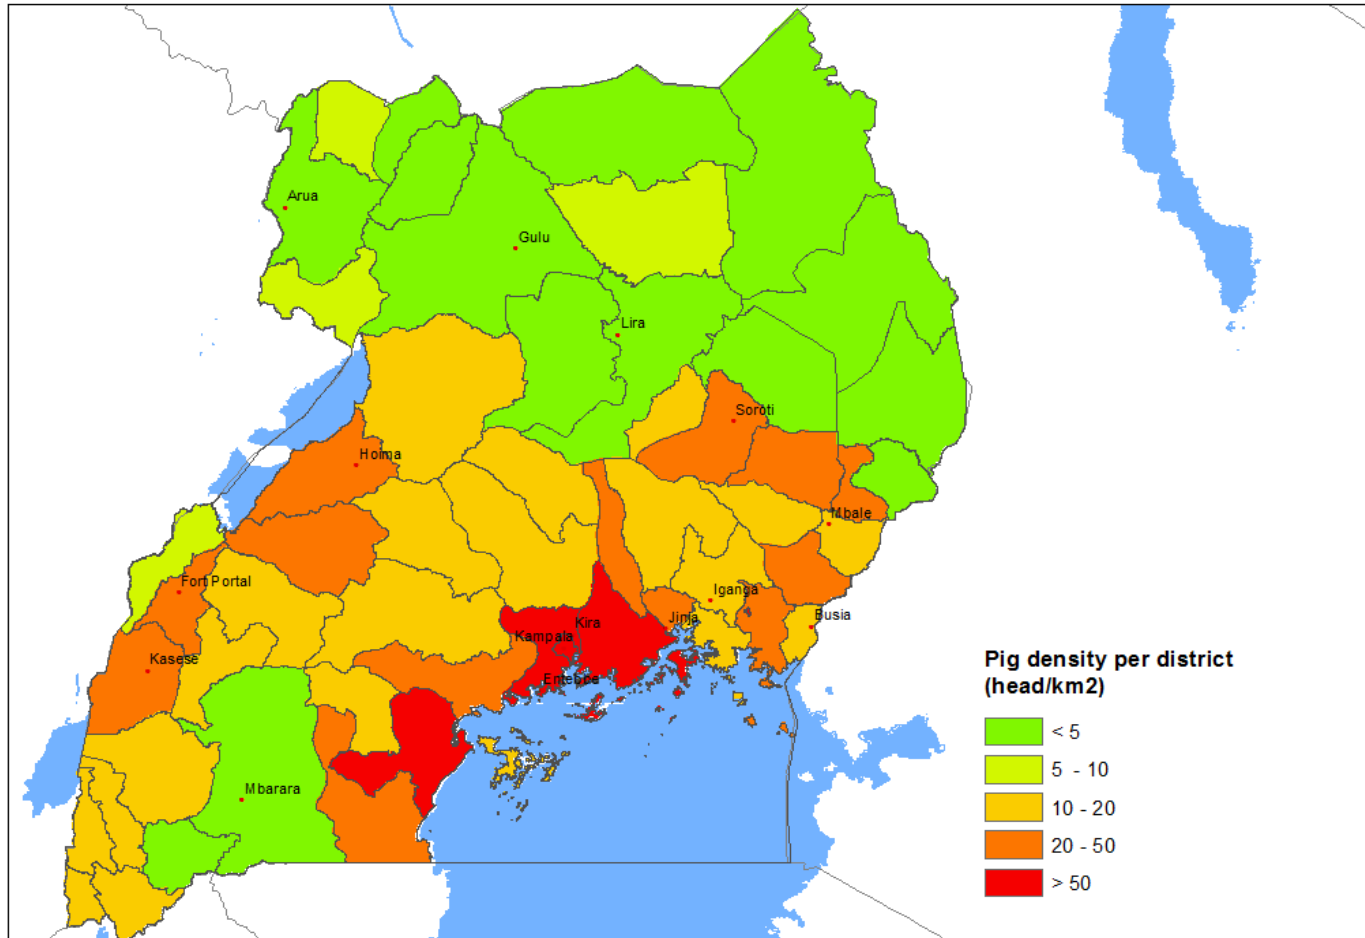 Arua
Gulu
Lira
Soroti
Hoima
Mbale
Fort Portal
Iganga
Jinja
Busia
Kira
Kampala
Kasese
Entebbe
Mbarara
Pig density per district
(head/km2)
< 5
5 - 10
10 - 20
20 - 50
> 50